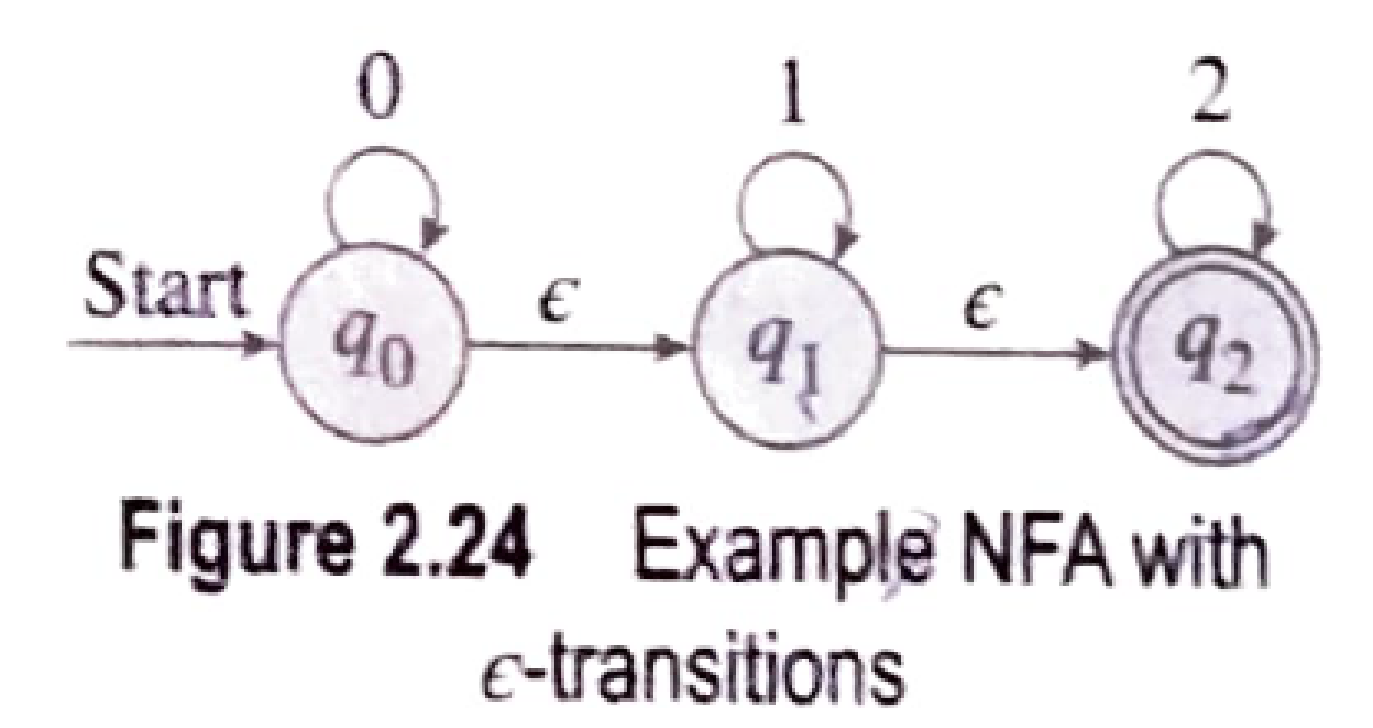 0 1 2
Start ϵ ϵ
q0 q1 q2
Figure 2.24 Example NFA with
ϵ-transitions